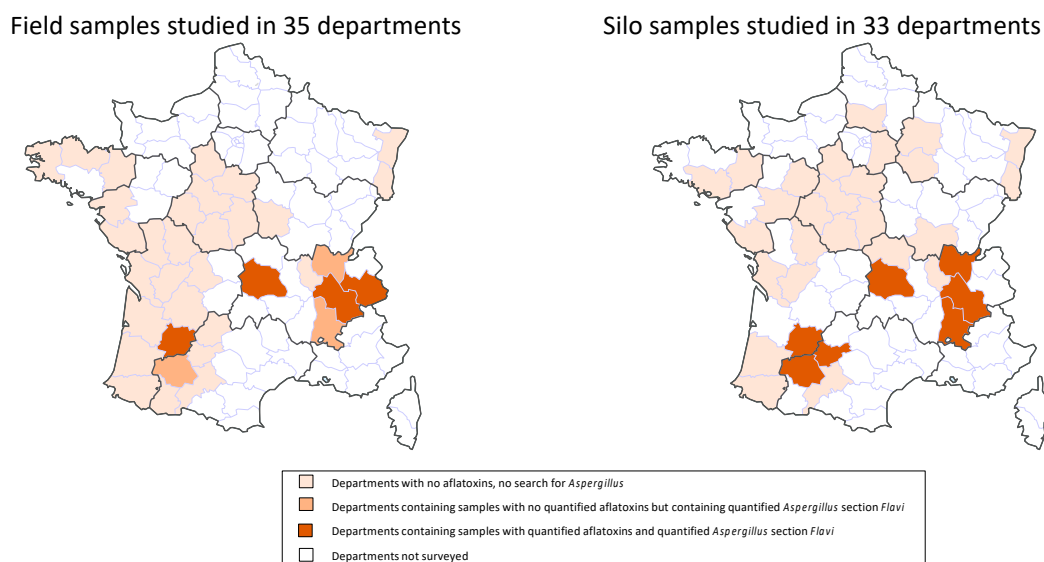 Field samples studied in 35 departments
Silo samples studied in 33 departments
Departments with no aflatoxins, no search for Aspergillus
Departments containing samples with no quantified aflatoxins but containing quantified Aspergillus section Flavi
Departments containing samples with quantified aflatoxins and quantified Aspergillus section Flavi
Departments not surveyed